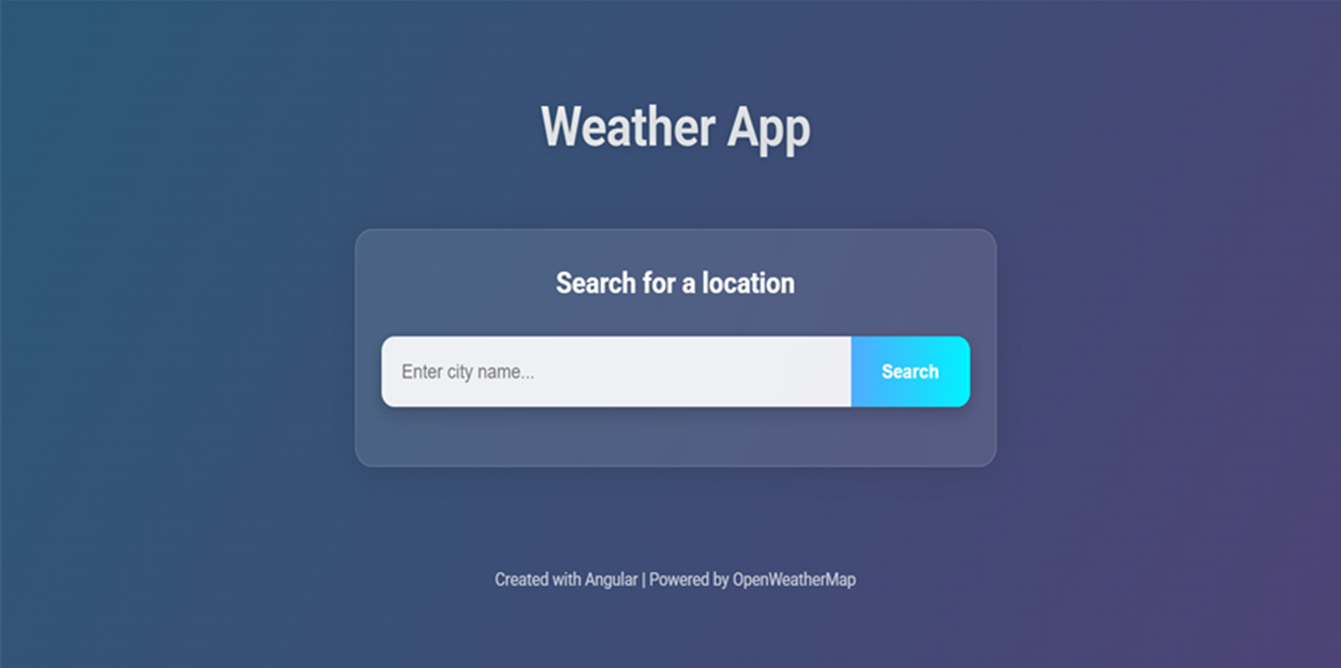 Weather App
Search for a location
Enter city name...
Search
Created with Angular | Powered by OpenWeatherMap